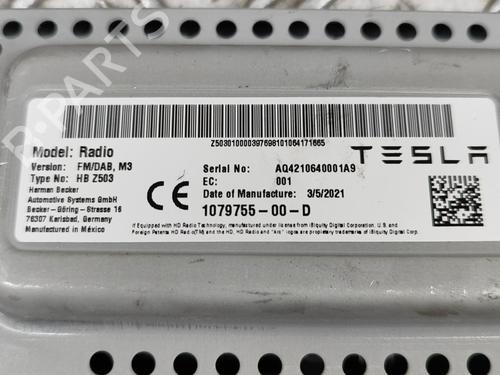 B-PARTS
Z50301000039769810106417​1665
Model: Radio
Version: FM/DAB, M3
Type No: HB Z503
Harman Becker
Automotive Systems GmbH
Becker - Göring - Strasse 16
76307 Karlsbad, Germany
Manufactured in México
Serial No: AQ4210640001A9
EC: 001
Date of Manufacture: 3/5/2021
1079755-00-D
TESLA
CE
If Equipped with HD Radio Technology, manufactured under license from iBiquity Digital Corporation, U.S. and
Foreign Patents HD Radio(TM) and the HD, HD Radio and "Arc" logos are proprietary trademarks of iBiquity Digital Corp.